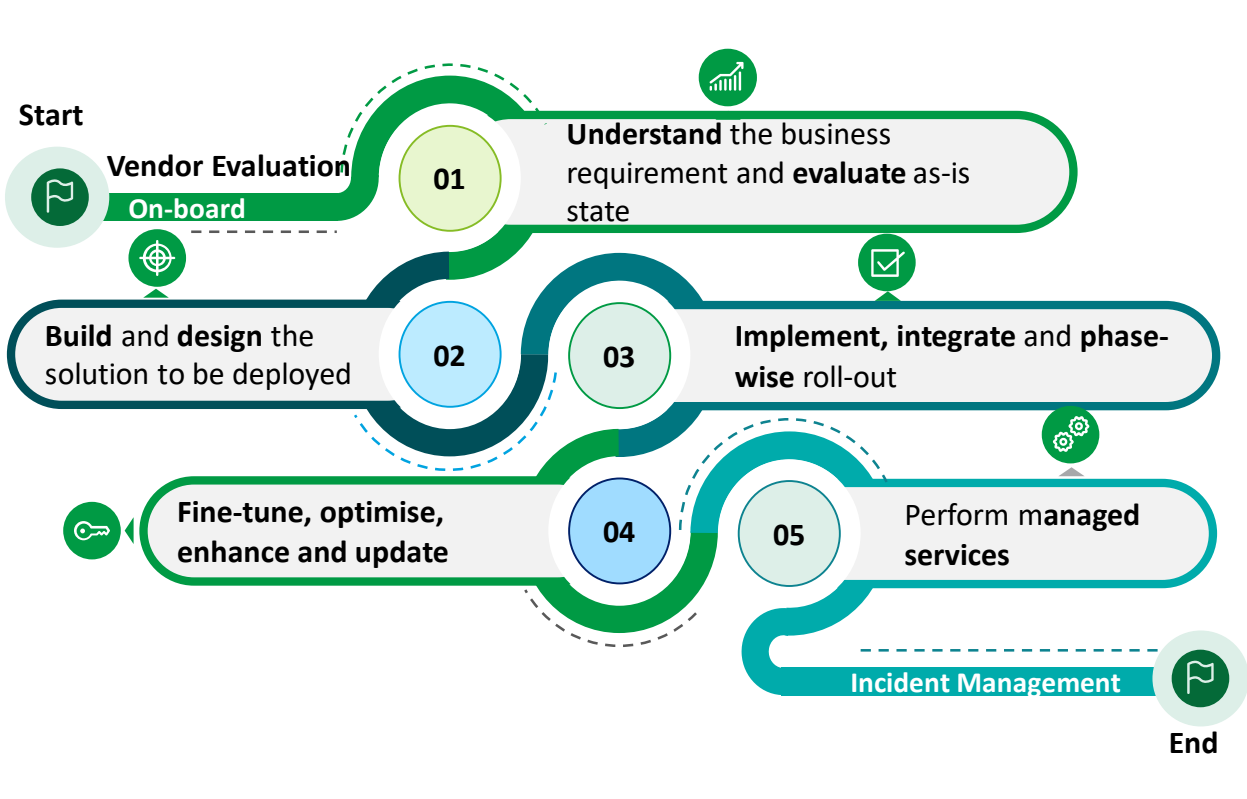 Start
Vendor Evaluation
On-board
01
Understand the business
requirement and evaluate as-is
state
Build and design the
solution to be deployed
02
03
Implement, integrate and phase-
wise roll-out
Fine-tune, optimise,
enhance and update
04
05
Perform managed
services
Incident Management
End